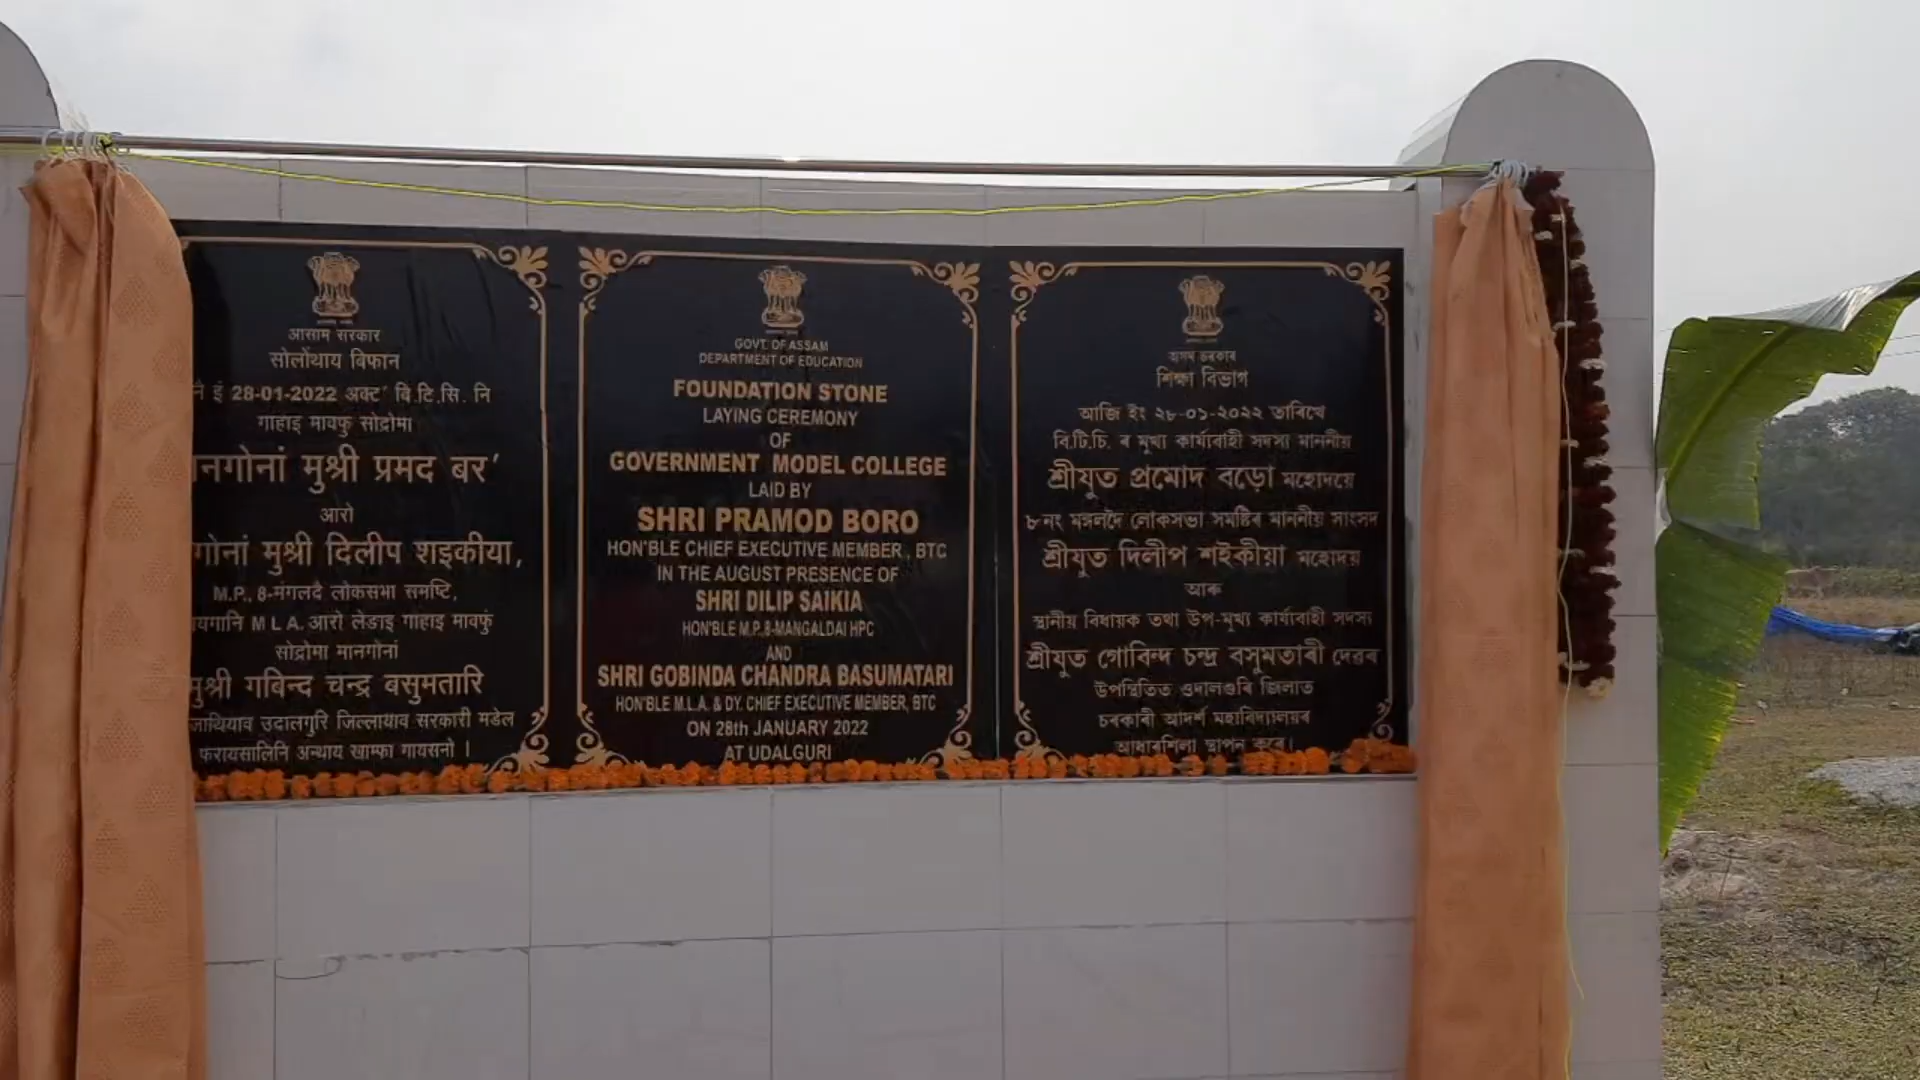 आसाम सरकार
सोलोंथाय बिफान
नै इं 28-01-2022 अक्ट' बि.टि.सि. नि
गाहाइ मावफु सोद्रोमा
मुश्री प्रमद बर'
आरो
मुश्री दिलीप शइकीया,
M.P., 8-मंगलदै लोकसभा समष्टि,
M L A. आरो लेडाइ गाहाइ मावफुं
सोद्रोमा मानगोनां
मुश्री गबिन्द चन्द्र बसुमतारि
उदालगुरि जिल्लायाव सरकारी मडेल
फरायसालिनि अन्थाय खाम्फा गायसनो ।
GOVT. OF ASSAM
DEPARTMENT OF EDUCATION
FOUNDATION STONE
LAYING CEREMONY
OF
GOVERNMENT MODEL COLLEGE
LAID BY
SHRI PRAMOD BORO
HON'BLE CHIEF EXECUTIVE MEMBER, BTC
IN THE AUGUST PRESENCE OF
SHRI DILIP SAIKIA
HON'BLE M.P.8-MANGALDAI HPC
AND
SHRI GOBINDA CHANDRA BASUMATARI
HON'BLE M.L.A. & DY. CHIEF EXECUTIVE MEMBER, BTC
ON 28th JANUARY 2022
AT UDALGURI
অসম চৰকাৰ
শিক্ষা বিভাগ
আজি ইং ২৮-০১-২০২২ তাৰিখে
বি.টি.চি. ৰ মূখ্য কাৰ্য্যবাহী সদস্য মাননীয়
শ্ৰীযুত প্ৰমোদ বড়ো মহোদয়ে
৮নং মঙ্গলদৈ লোকসভা সমষ্টিৰ মাননীয় সাংসদ
শ্ৰীযুত দিলীপ শইকীয়া মহোদয়
আৰু
স্থানীয় বিধায়ক তথা উপ-মূখ্য কাৰ্য্যবাহী সদস্য
শ্ৰীযুত গোবিন্দ চন্দ্ৰ বসুমতাৰী দেৱৰ
উপস্থিতিত ওদালগুৰি জিলাত
চৰকাৰী আদৰ্শ মহাবিদ্যালয়ৰ
আধাৰশিলা স্থাপন কৰে।